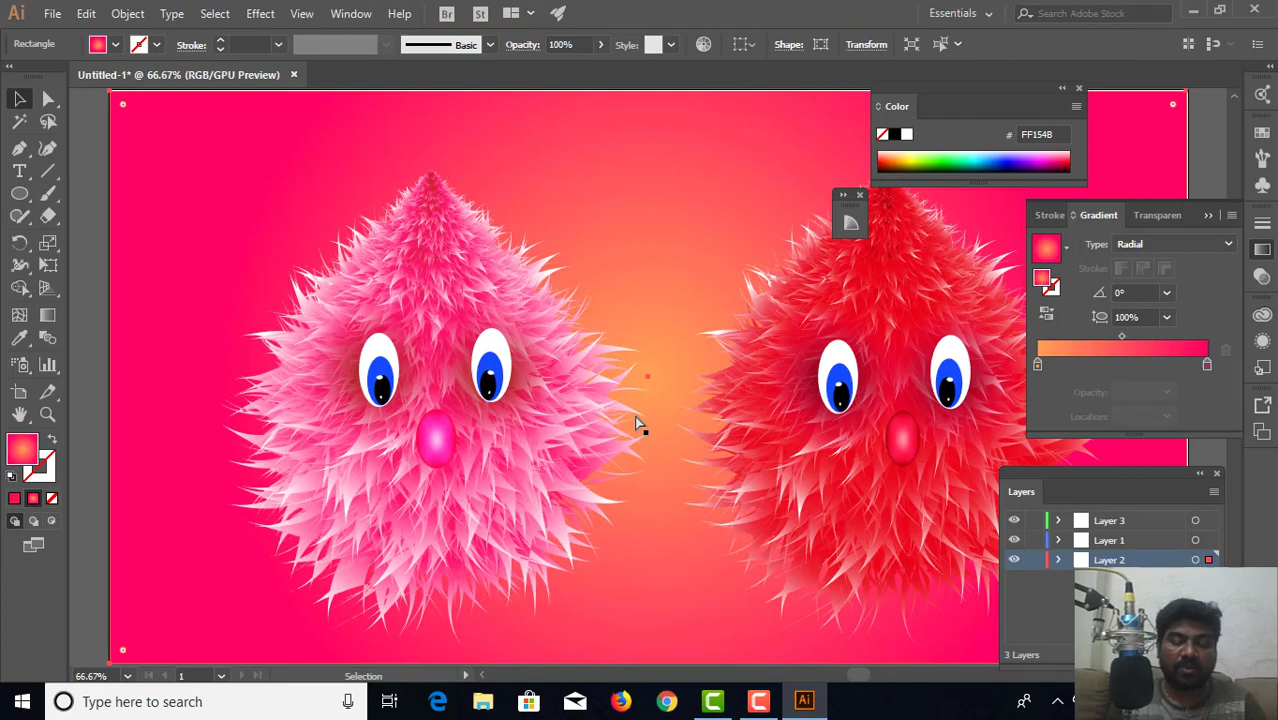 Ai File Edit Object Type Select Effect View Window Help Br St Essentials Search Adobe Stock
Rectangle Stroke: Basic Opacity: 100% Style: Shape: Transform
Untitled-1* @ 66.67% (RGB/GPU Preview)
Color
# FF154B
Stroke Gradient Transparen
Type: Radial
Stroke:
0°
100%
Opacity:
Location:
Layers
Layer 3
Layer 1
Layer 2
3 Layers
66.67% 1 Selection
Type here to search Ai